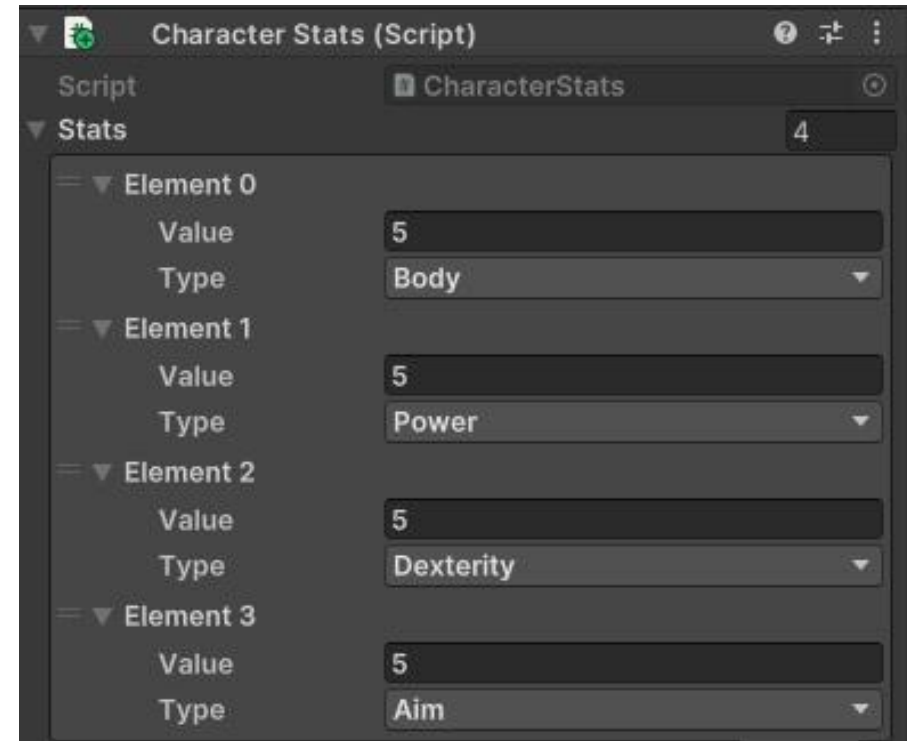 Character Stats (Script)
Script CharacterStats
Stats 4
Element 0
Value 5
Type Body
Element 1
Value 5
Type Power
Element 2
Value 5
Type Dexterity
Element 3
Value 5
Type Aim